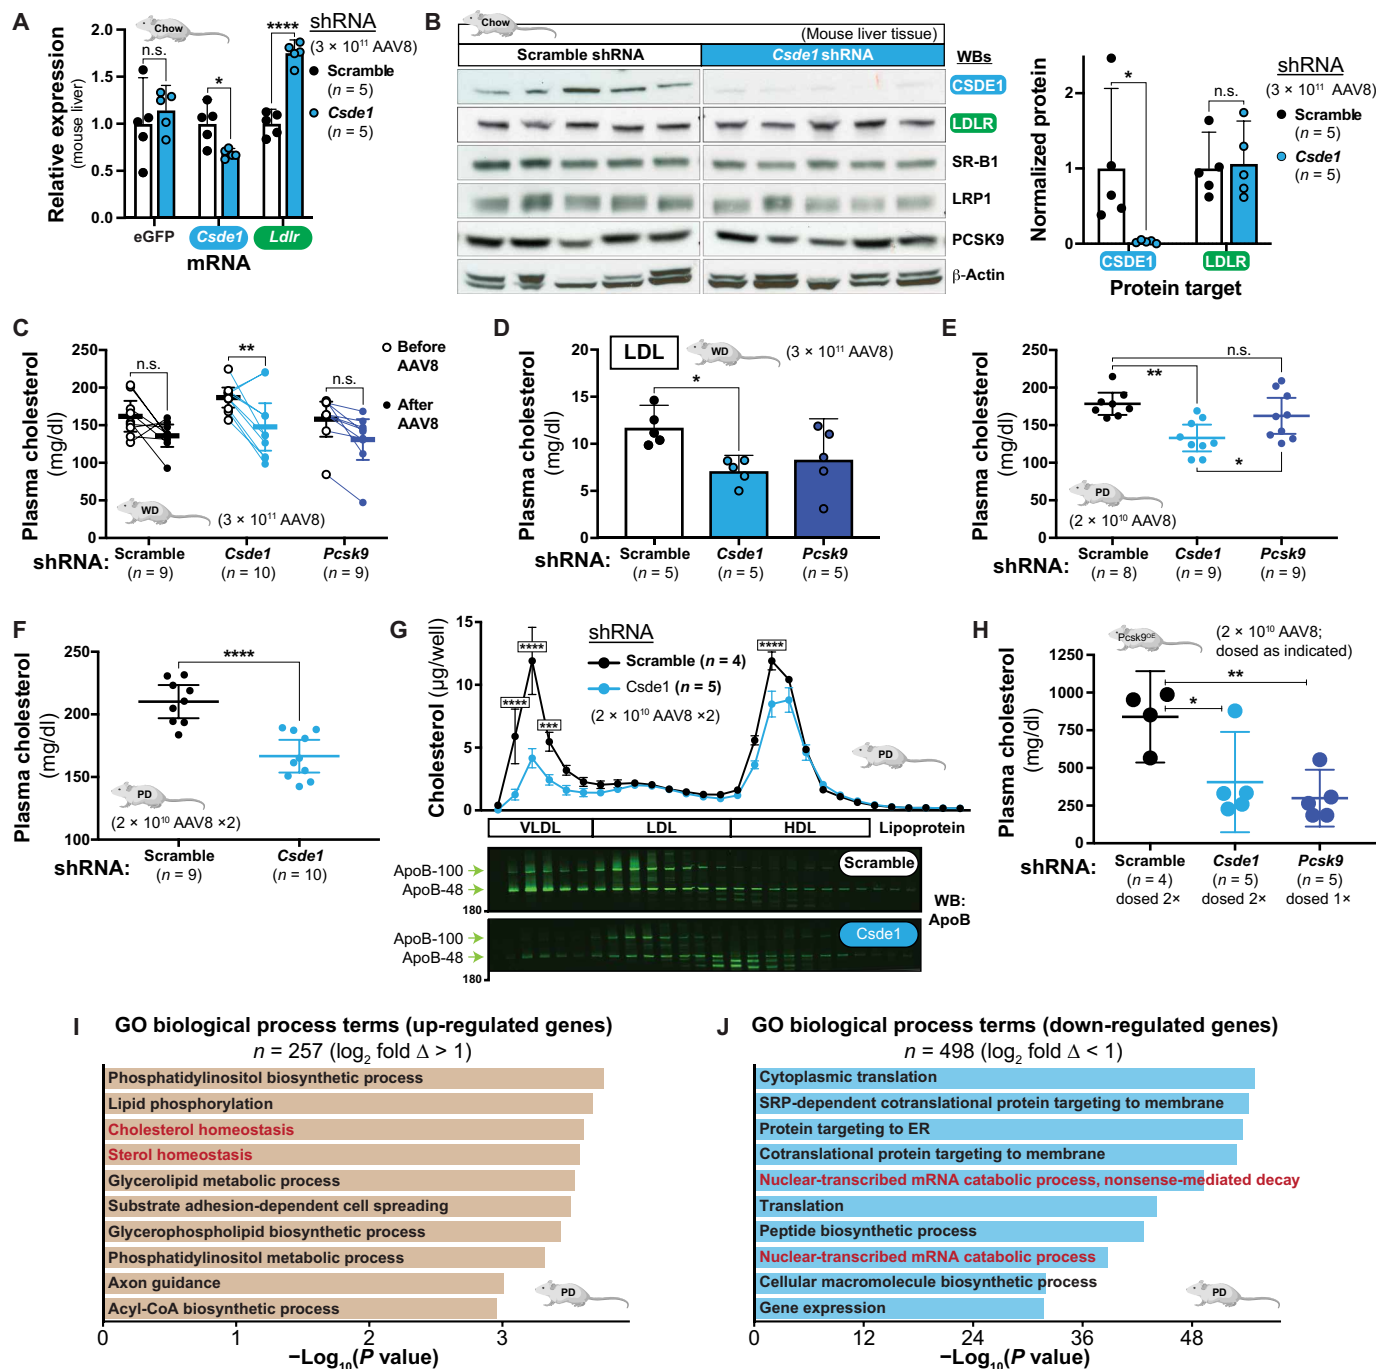 A
Chow
shRNA
(3 × 10¹¹ AAV8)
Scramble
(n = 5)
Csde1
(n = 5)
n.s.
*
****
Relative expression
(mouse liver)
2.0
1.5
1.0
0.5
0.0
eGFP
Csde1
Ldlr
mRNA
B
Chow
(Mouse liver tissue)
Scramble shRNA
Csde1 shRNA
WBs
CSDE1
LDLR
SR-B1
LRP1
PCSK9
β-Actin
shRNA
(3 × 10¹¹ AAV8)
Scramble
(n = 5)
Csde1
(n = 5)
*
n.s.
Normalized protein
2
1
0
CSDE1
LDLR
Protein target
C
Plasma cholesterol
(mg/dl)
250
200
150
100
50
0
n.s.
**
n.s.
Before
AAV8
After
AAV8
WD
(3 × 10¹¹ AAV8)
shRNA:
Scramble
(n = 9)
Csde1
(n = 10)
Pcsk9
(n = 9)
D
Plasma cholesterol
(mg/dl)
20
15
10
5
0
LDL
WD
(3 × 10¹¹ AAV8)
*
shRNA:
Scramble
(n = 5)
Csde1
(n = 5)
Pcsk9
(n = 5)
E
Plasma cholesterol
(mg/dl)
250
200
150
100
50
0
n.s.
**
*
PD
(2 × 10¹⁰ AAV8)
shRNA:
Scramble
(n = 8)
Csde1
(n = 9)
Pcsk9
(n = 9)
F
Plasma cholesterol
(mg/dl)
250
200
150
100
****
PD
(2 × 10¹⁰ AAV8 ×2)
shRNA:
Scramble
(n = 9)
Csde1
(n = 10)
G
Cholesterol (µg/well)
15
10
5
0
****
****
***
****
shRNA
Scramble (n = 4)
Csde1 (n = 5)
(2 × 10¹⁰ AAV8 ×2)
PD
VLDL
LDL
HDL
Lipoprotein
ApoB-100
ApoB-48
180
Scramble
WB:
ApoB
ApoB-100
ApoB-48
180
Csde1
H
Pcsk9ᴼᴱ
(2 × 10¹⁰ AAV8;
dosed as indicated)
Plasma cholesterol
(mg/dl)
1250
1000
750
500
250
0
**
*
shRNA:
Scramble
(n = 4)
dosed 2×
Csde1
(n = 5)
dosed 2×
Pcsk9
(n = 5)
dosed 1×
I
GO biological process terms (up-regulated genes)
n = 257 (log₂ fold Δ > 1)
Phosphatidylinositol biosynthetic process
Lipid phosphorylation
Cholesterol homeostasis
Sterol homeostasis
Glycerolipid metabolic process
Substrate adhesion-dependent cell spreading
Glycerophospholipid biosynthetic process
Phosphatidylinositol metabolic process
Axon guidance
Acyl-CoA biosynthetic process
PD
0
1
2
3
−Log₁₀(P value)
J
GO biological process terms (down-regulated genes)
n = 498 (log₂ fold Δ < 1)
Cytoplasmic translation
SRP-dependent cotranslational protein targeting to membrane
Protein targeting to ER
Cotranslational protein targeting to membrane
Nuclear-transcribed mRNA catabolic process, nonsense-mediated decay
Translation
Peptide biosynthetic process
Nuclear-transcribed mRNA catabolic process
Cellular macromolecule biosynthetic process
Gene expression
PD
0
12
24
36
48
−Log₁₀(P value)